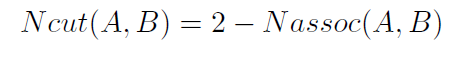 Ncut(A, B) = 2 − Nassoc(A, B)